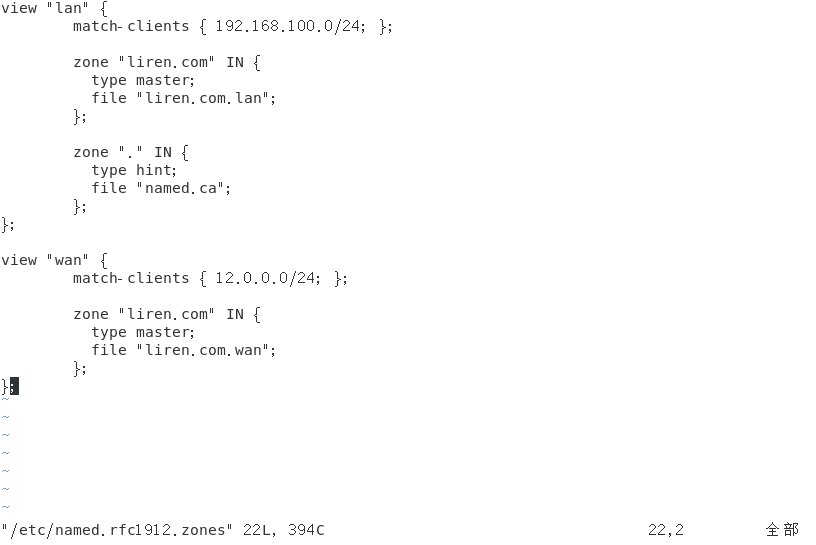 view "lan" {
        match-clients { 192.168.100.0/24; };
        zone "liren.com" IN {
          type master;
          file "liren.com.lan";
        };
        zone "." IN {
          type hint;
          file "named.ca";
        };
};
view "wan" {
        match-clients { 12.0.0.0/24; };
        zone "liren.com" IN {
          type master;
          file "liren.com.wan";
        };
};
~
~
~
~
~
~
~
"/etc/named.rfc1912.zones" 22L, 394C                                    22,2         全部